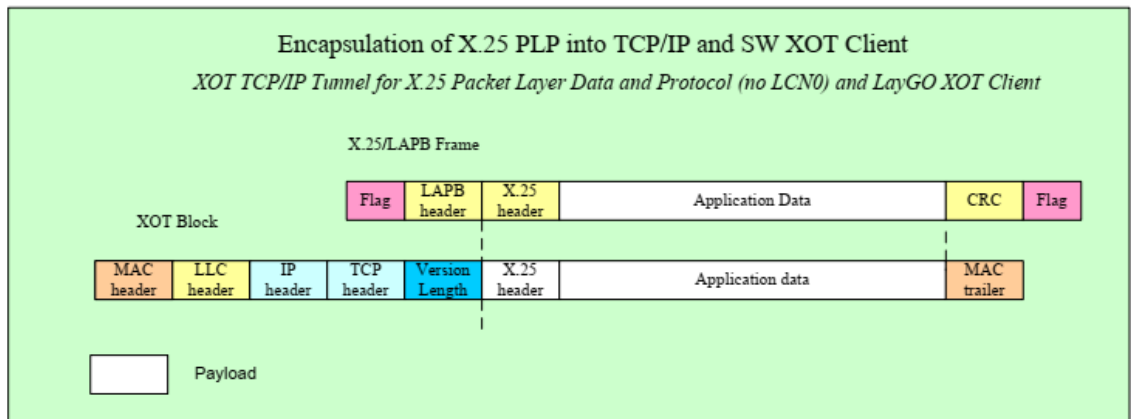 Encapsulation of X.25 PLP into TCP/IP and SW XOT Client
XOT TCP/IP Tunnel for X.25 Packet Layer Data and Protocol (no LCN0) and LayGO XOT Client
X.25/LAPB Frame
Flag
LAPB
header
X.25
header
Application Data
CRC
Flag
XOT Block
MAC
header
LLC
header
IP
header
TCP
header
Version
Length
X.25
header
Application data
MAC
trailer
Payload